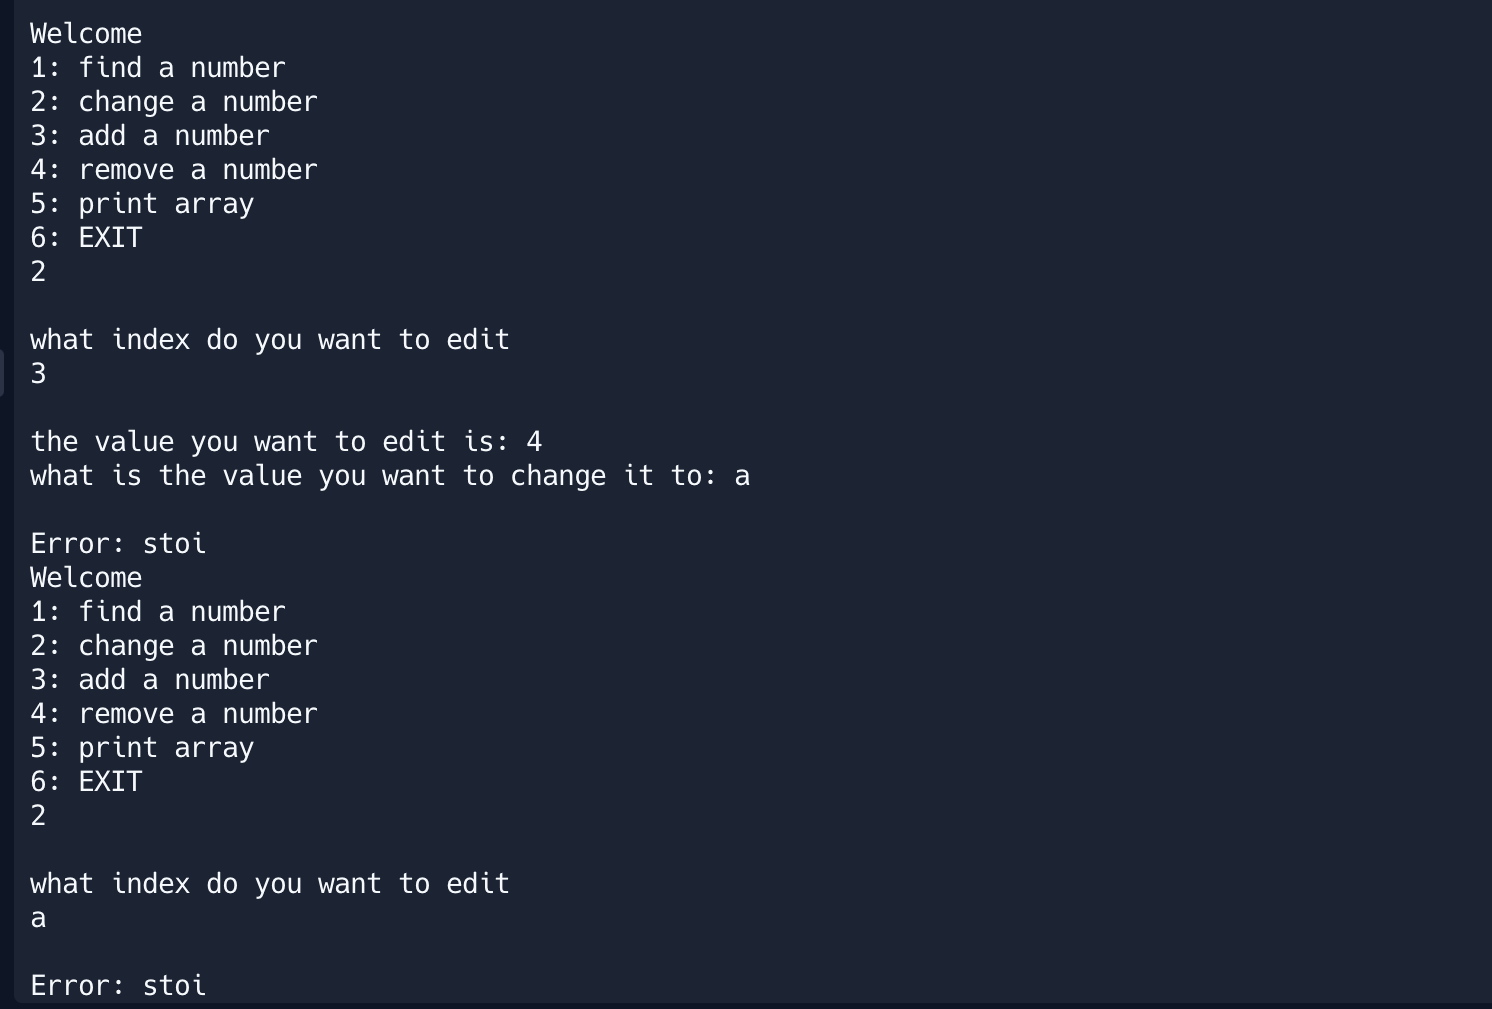 Welcome
1: find a number
2: change a number
3: add a number
4: remove a number
5: print array
6: EXIT
2
what index do you want to edit
3
the value you want to edit is: 4
what is the value you want to change it to: a
Error: stoi
Welcome
1: find a number
2: change a number
3: add a number
4: remove a number
5: print array
6: EXIT
2
what index do you want to edit
a
Error: stoi